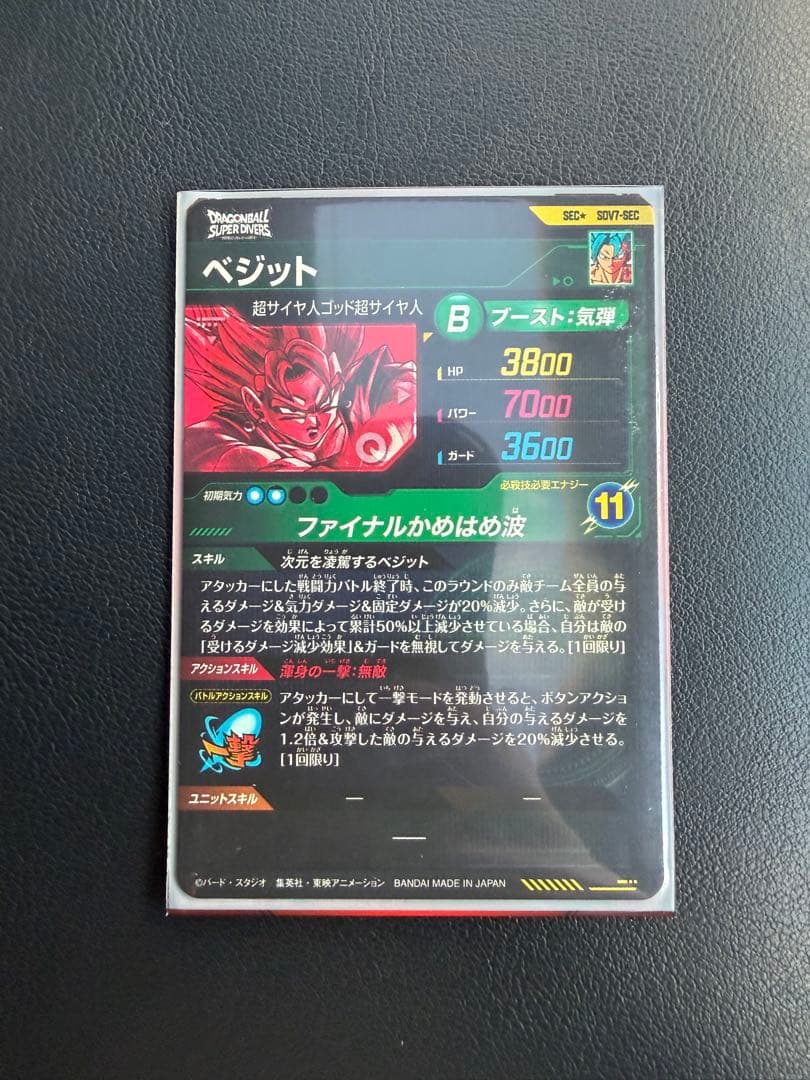 DRAGONBALL
SUPER DIVERS
SEC★ SDV7-SEC
ベジット
超サイヤ人ゴッド超サイヤ人
B ブースト:気弾
HP 3800
パワー 7000
ガード 3600
初期気力
必殺技必要エナジー
11
ファイナルかめはめ波
スキル 次元を凌駕するベジット
アタッカーにした戦闘力バトル終了時、このラウンドのみ敵チーム全員の与
えるダメージ&気力ダメージ&固定ダメージが20%減少。さらに、敵が受け
るダメージを効果によって累計50%以上減少させている場合、自分は敵の
「受けるダメージ減少効果」&ガードを無視してダメージを与える。[1回限り]
アクションスキル 渾身の一撃:無敵
バトルアクションスキル
アタッカーにして一撃モードを発動させると、ボタンアクショ
ンが発生し、敵にダメージを与え、自分の与えるダメージを
1.2倍&攻撃した敵の与えるダメージを20%減少させる。
[1回限り]
一撃
ユニットスキル — —
—
©バード・スタジオ 集英社・東映アニメーション BANDAI MADE IN JAPAN